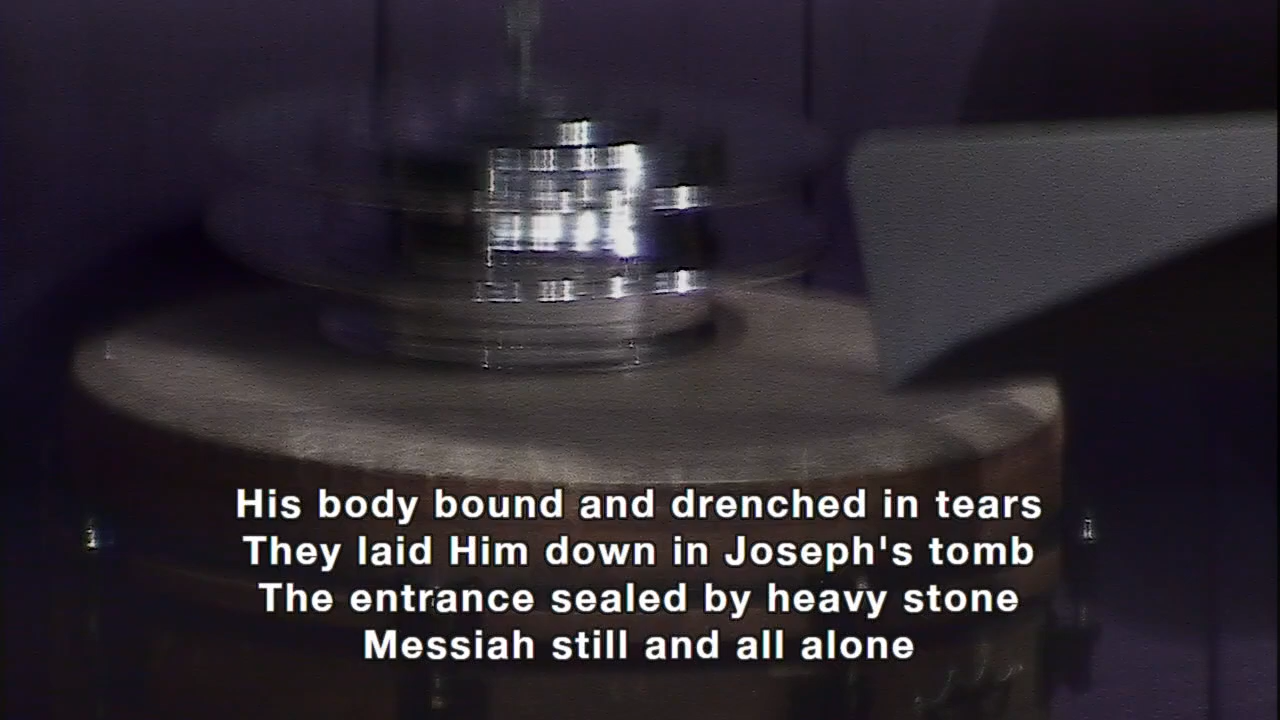 His body bound and drenched in tears
They laid Him down in Joseph's tomb
The entrance sealed by heavy stone
Messiah still and all alone